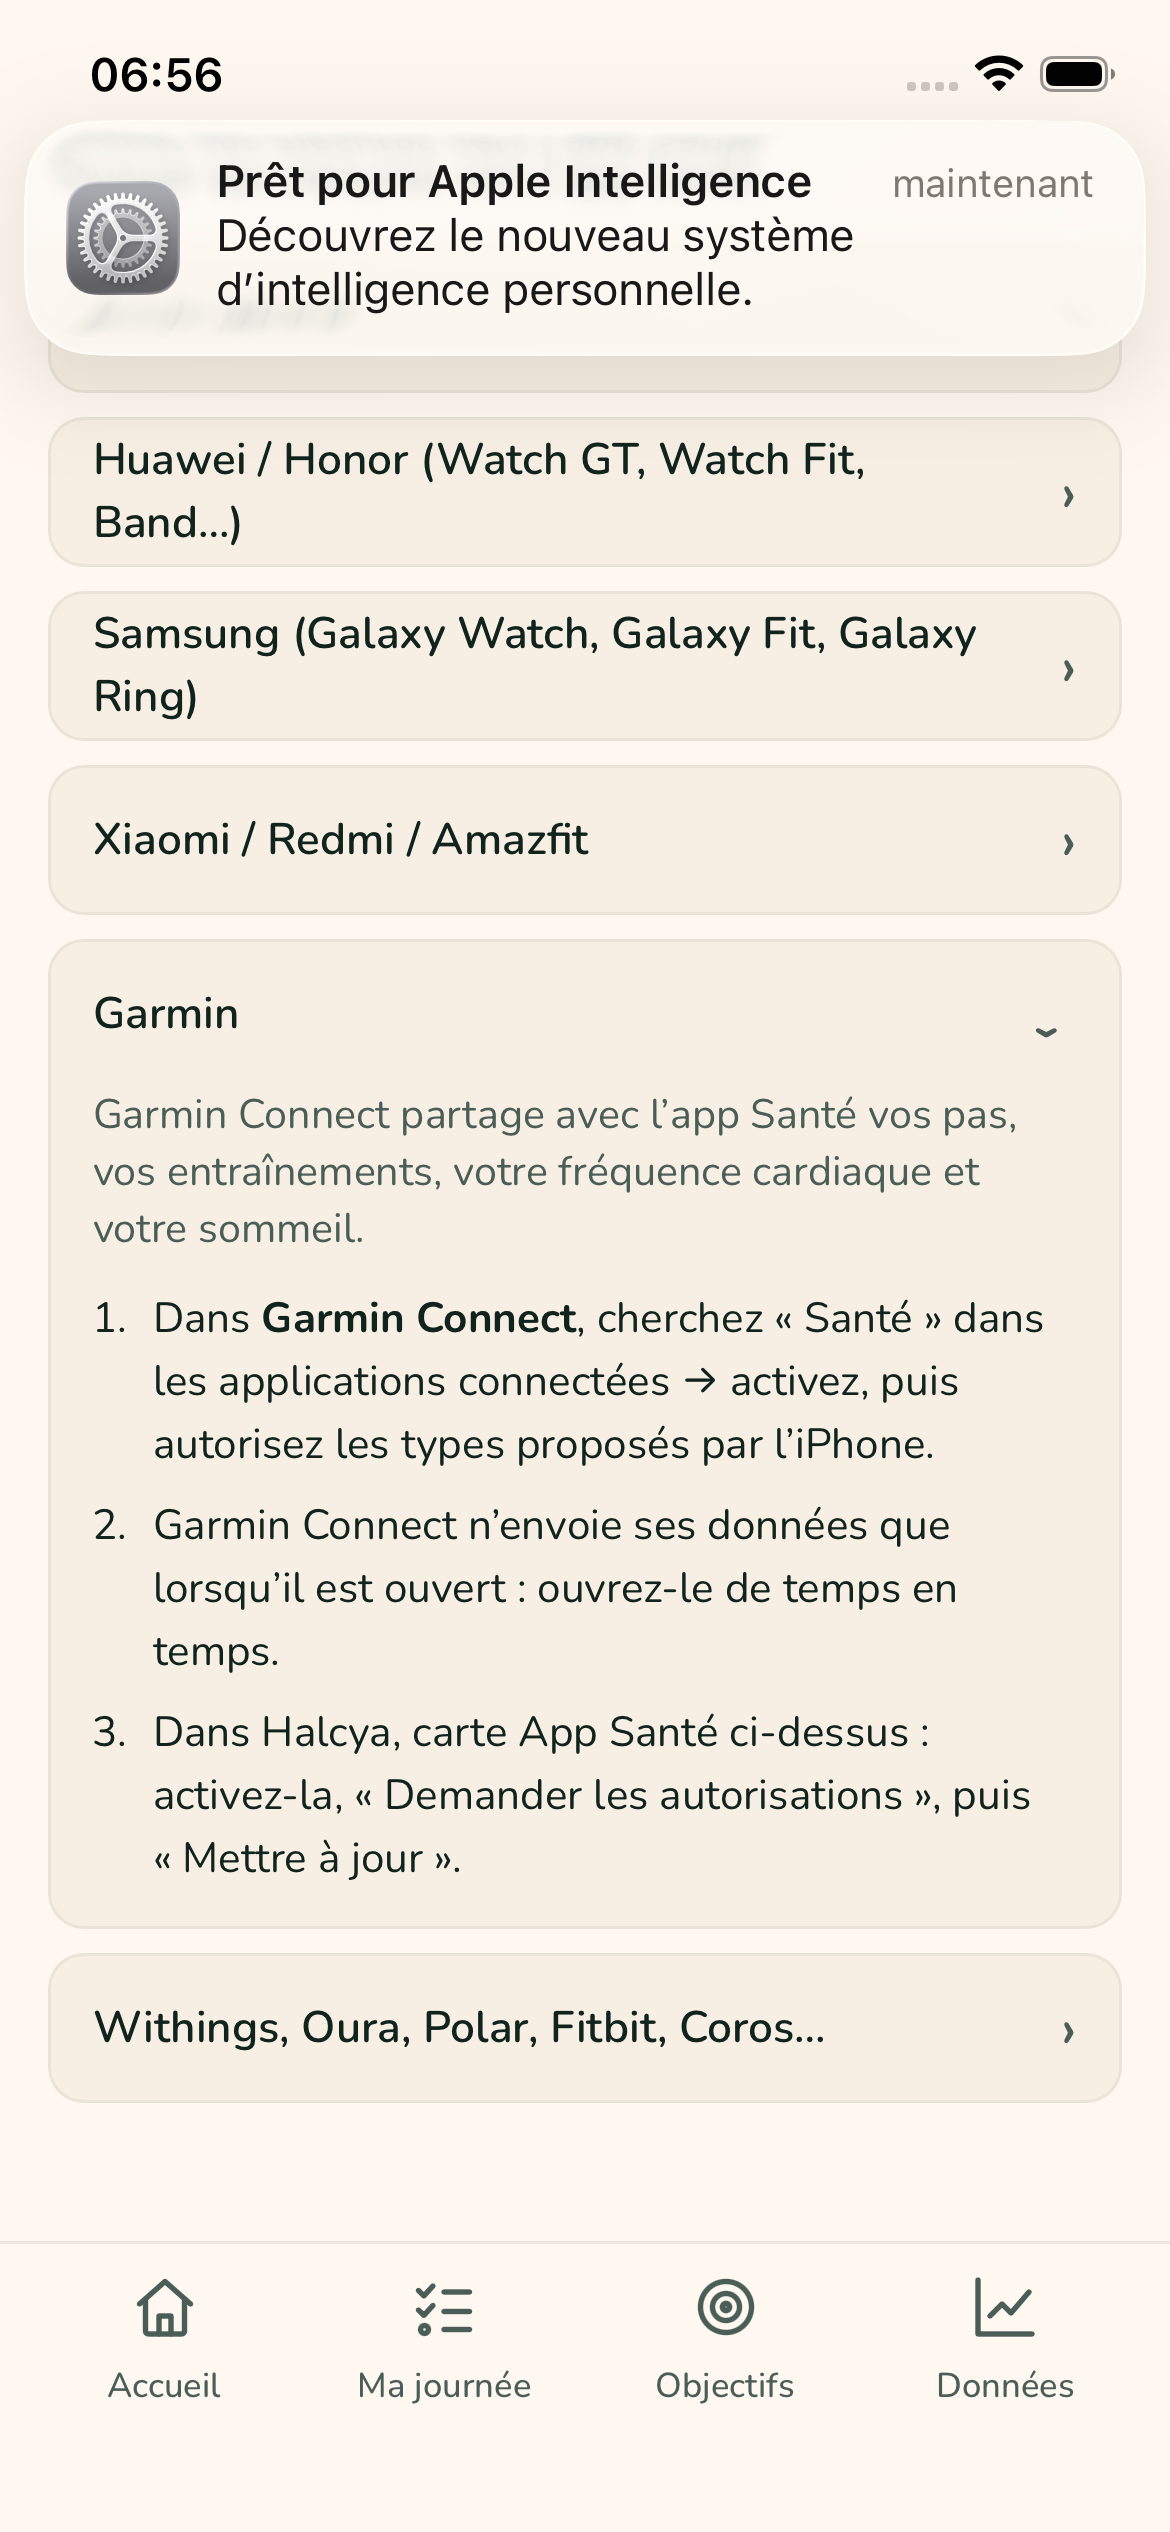 06:56
Prêt pour Apple Intelligence
maintenant
Découvrez le nouveau système
d’intelligence personnelle.
Huawei / Honor (Watch GT, Watch Fit,
Band…)
›
Samsung (Galaxy Watch, Galaxy Fit, Galaxy
Ring)
›
Xiaomi / Redmi / Amazfit
›
Garmin
Garmin Connect partage avec l’app Santé vos pas,
vos entraînements, votre fréquence cardiaque et
votre sommeil.
1. Dans Garmin Connect, cherchez « Santé » dans
les applications connectées → activez, puis
autorisez les types proposés par l’iPhone.
2. Garmin Connect n’envoie ses données que
lorsqu’il est ouvert : ouvrez-le de temps en
temps.
3. Dans Halcya, carte App Santé ci-dessus :
activez-la, « Demander les autorisations », puis
« Mettre à jour ».
Withings, Oura, Polar, Fitbit, Coros…
›
Accueil
Ma journée
Objectifs
Données